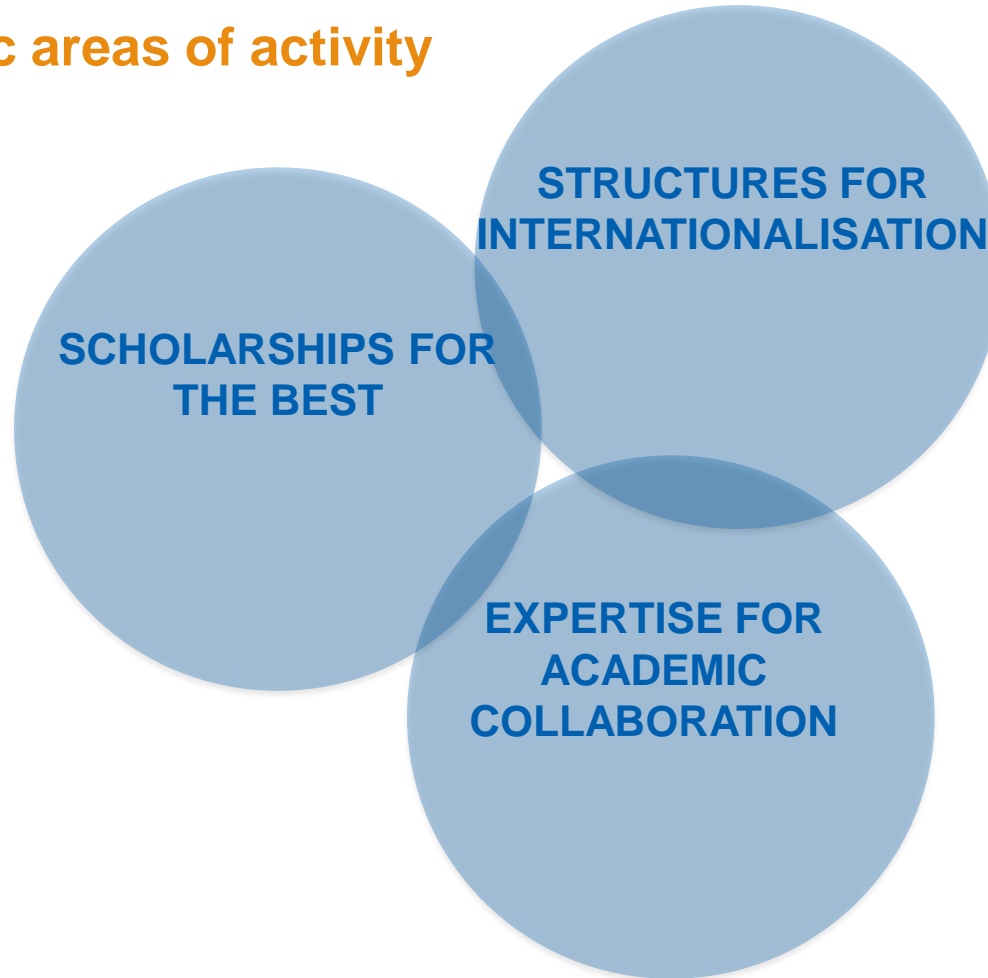 c areas of activity
STRUCTURES FOR
INTERNATIONALISATION
SCHOLARSHIPS FOR
THE BEST
EXPERTISE FOR
ACADEMIC
COLLABORATION